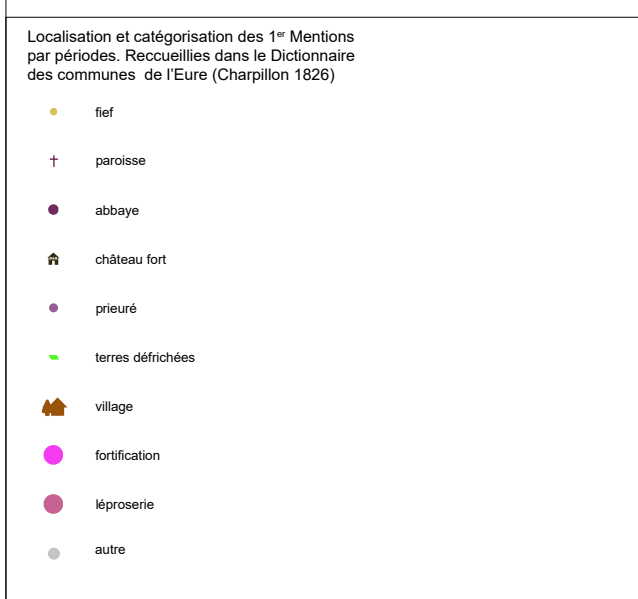 Localisation et catégorisation des 1er Mentions
par périodes. Reccueillies dans le Dictionnaire
des communes de l'Eure (Charpillon 1826)
fief
paroisse
abbaye
château fort
prieuré
terres défrichées
village
fortification
léproserie
autre